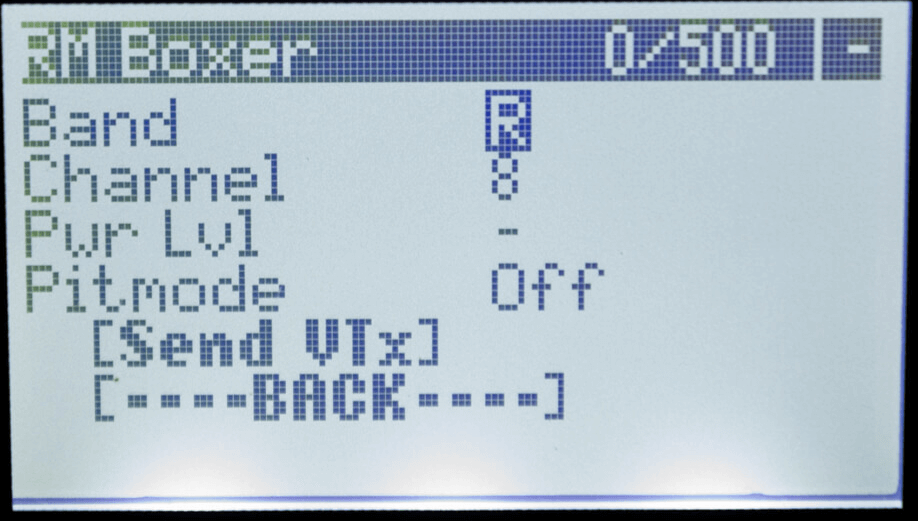 RM Boxer 0/500 -
Band R
Channel 8
Pwr Lvl -
Pitmode Off
[Send VTx]
[----BACK----]